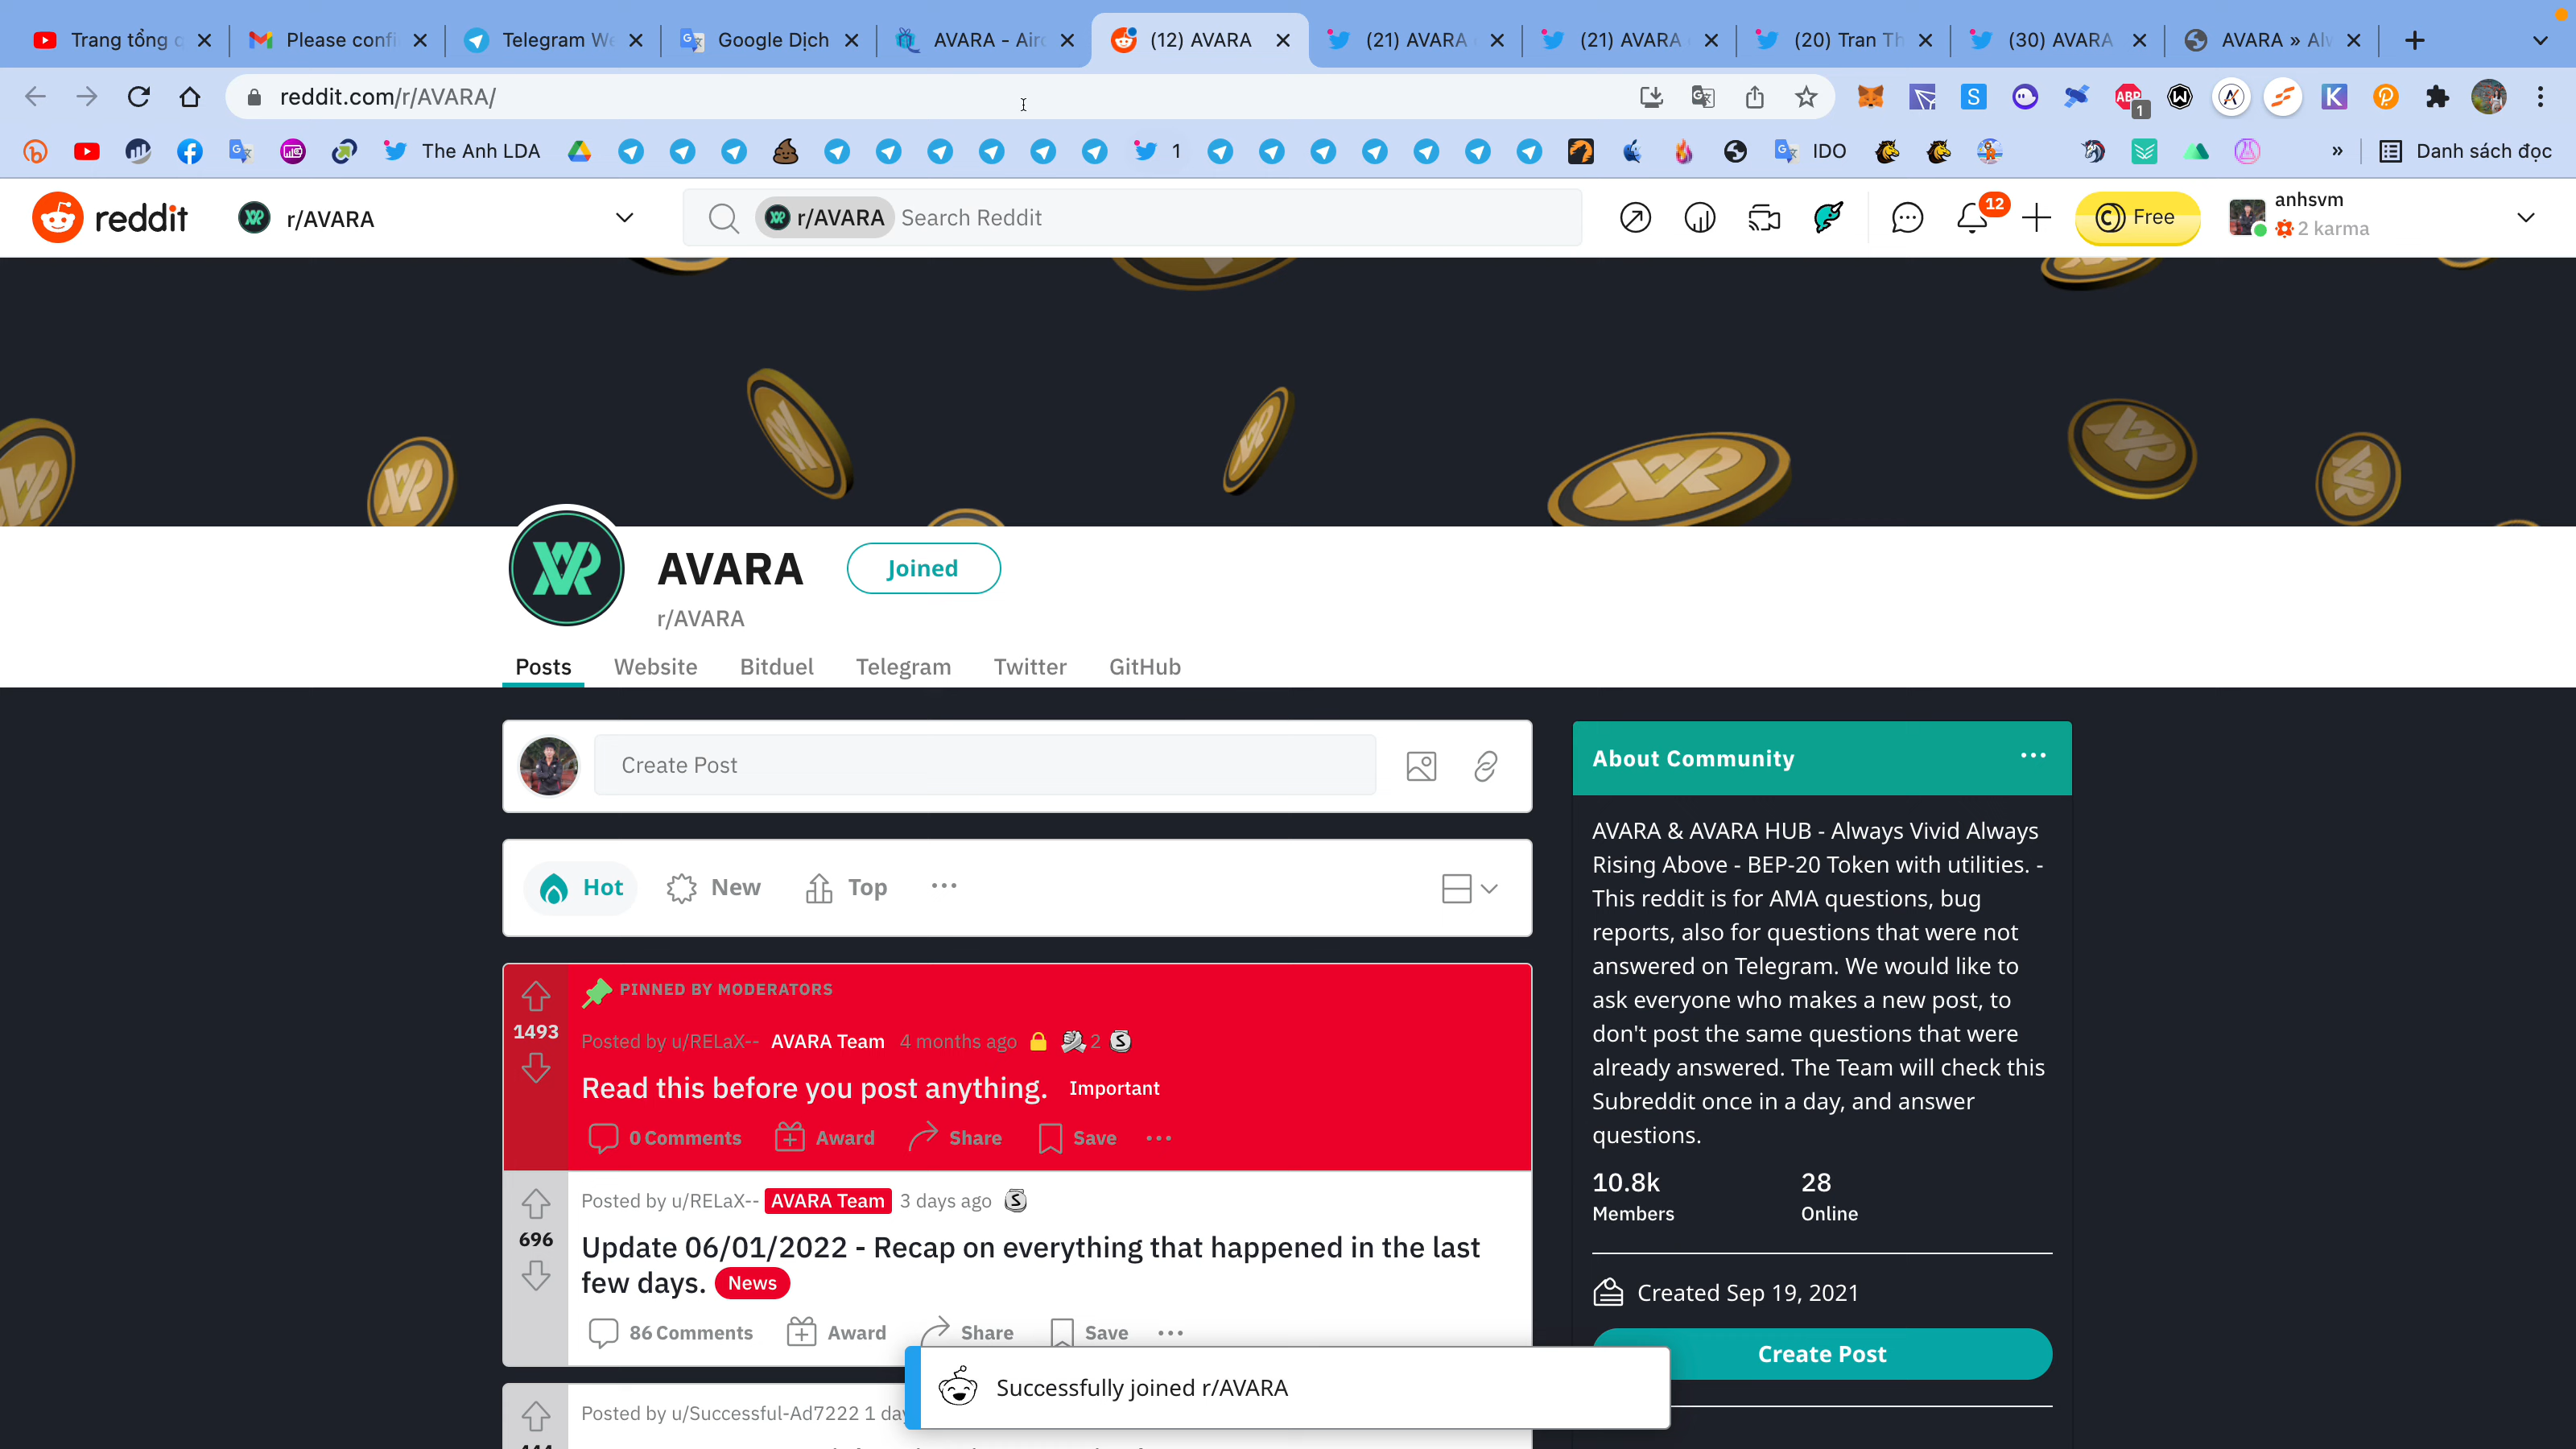 Trang tổng
Please confi
Telegram We
Google Dịch
AVARA - Airc
(12) AVARA
(21) AVARA
(21) AVARA
(20) Tran Th
(30) AVARA
AVARA » Alv
reddit.com/r/AVARA/
ABP
1
The Anh LDA
1
IDO
»
Danh sách đọc
reddit
r/AVARA
r/AVARA
Search Reddit
12
Free
anhsvm
2 karma
AVARA
Joined
r/AVARA
Posts
Website
Bitduel
Telegram
Twitter
GitHub
Create Post
Hot
New
Top
PINNED BY MODERATORS
1493
Posted by u/RELaX-- AVARA Team 4 months ago 2
Read this before you post anything. Important
0 Comments
Award
Share
Save
Posted by u/RELaX-- AVARA Team 3 days ago
696
Update 06/01/2022 - Recap on everything that happened in the last
few days. News
86 Comments
Award
Share
Save
Posted by u/Successful-Ad7222 1 day
Successfully joined r/AVARA
About Community
AVARA & AVARA HUB - Always Vivid Always
Rising Above - BEP-20 Token with utilities. -
This reddit is for AMA questions, bug
reports, also for questions that were not
answered on Telegram. We would like to
ask everyone who makes a new post, to
don't post the same questions that were
already answered. The Team will check this
Subreddit once in a day, and answer
questions.
10.8k
28
Members
Online
Created Sep 19, 2021
Create Post